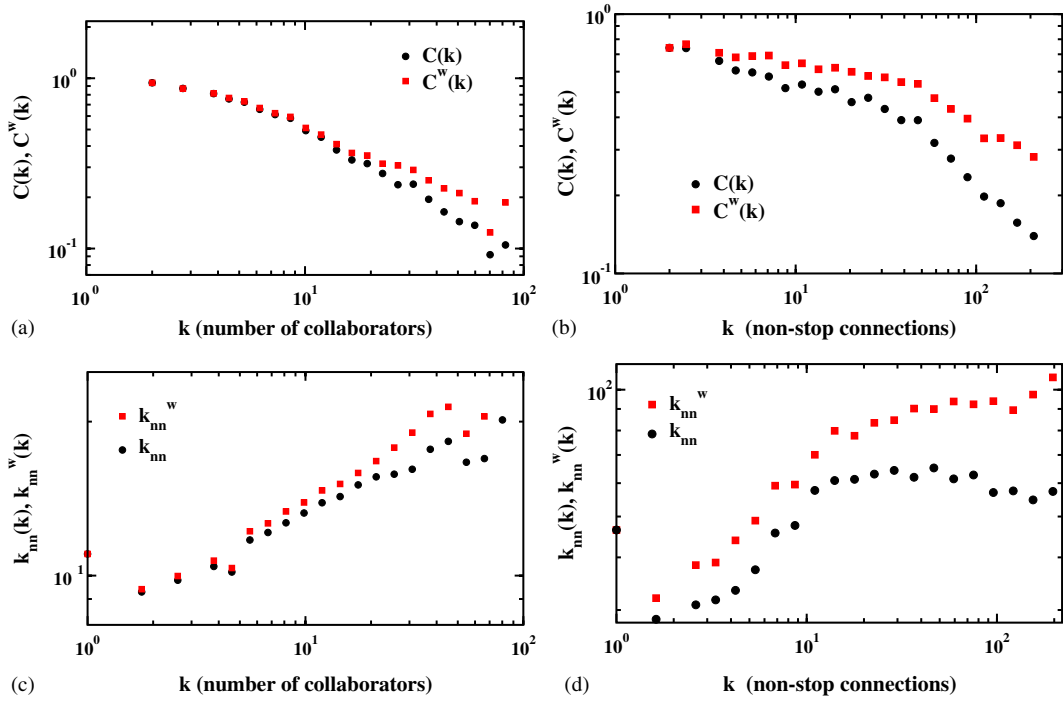 10^0
C(k)
C^w(k)
C(k), C^w(k)
10^0
10^-1
10^0
10^1
10^2
(a)
k (number of collaborators)
C(k)
C^w(k)
C(k), C^w(k)
10^-1
10^0
10^1
10^2
(b)
k (non-stop connections)
k_nn^w
k_nn
k_nn(k), k_nn^w(k)
10^1
10^0
10^1
10^2
(c)
k (number of collaborators)
10^2
k_nn^w
k_nn
k_nn(k), k_nn^w(k)
10^0
10^1
10^2
(d)
k (non-stop connections)